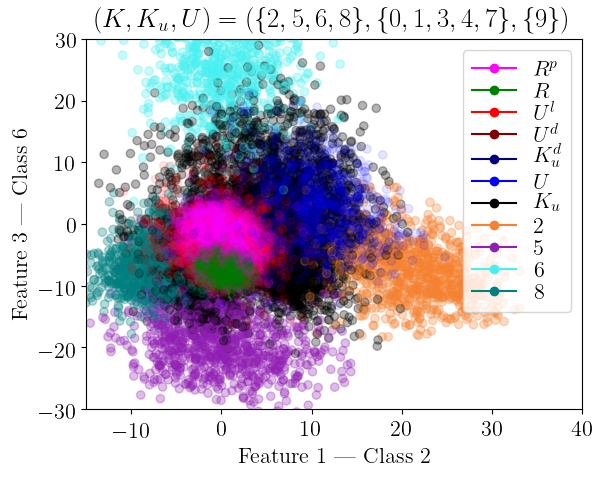 (K, K_u, U) = ({2, 5, 6, 8}, {0, 1, 3, 4, 7}, {9})
30
20
10
0
−10
−20
−30
Feature 3 — Class 6
R^p
R
U^l
U^d
K_u^d
U
K_u
2
5
6
8
−10
0
10
20
30
40
Feature 1 — Class 2